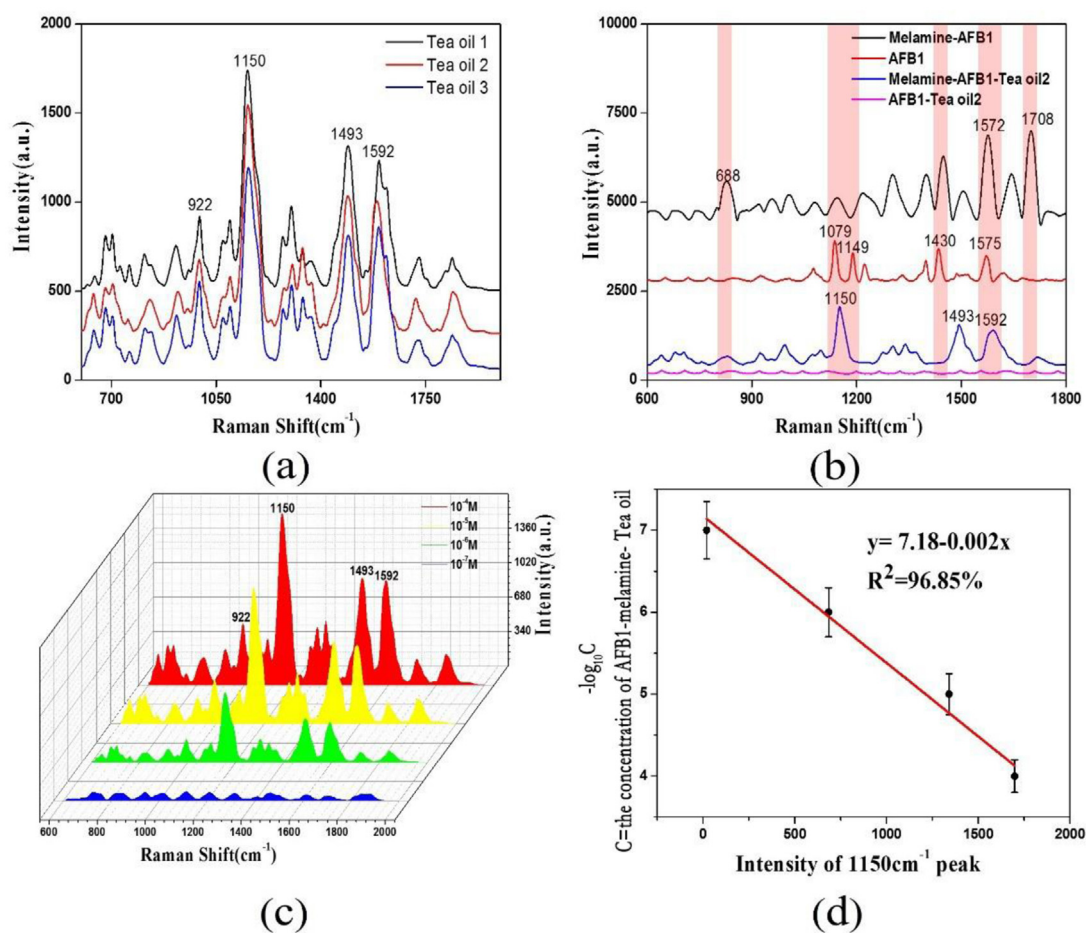 2000
1500
1000
500
0
Intensity(a.u.)
1150
1493
1592
922
Tea oil 1
Tea oil 2
Tea oil 3
700
1050
1400
1750
Raman Shift(cm⁻¹)
(a)
10000
7500
5000
2500
0
Intensity(a.u.)
Melamine-AFB1
AFB1
Melamine-AFB1-Tea oil2
AFB1-Tea oil2
688
1572
1708
1079
1149
1430
1575
1150
1493
1592
600
900
1200
1500
1800
Raman Shift(cm⁻¹)
(b)
1150
1493
1592
922
10⁻⁴M
10⁻⁵M
10⁻⁶M
10⁻⁷M
1360
1020
680
340
Intensity(a.u.)
600
800
1000
1200
1400
1600
1800
2000
Raman Shift(cm⁻¹)
(c)
-log₁₀C
C=the concentration of AFB1-melamine- Tea oil
7
6
5
4
y= 7.18-0.002x
R²=96.85%
0
500
1000
1500
2000
Intensity of 1150cm⁻¹ peak
(d)